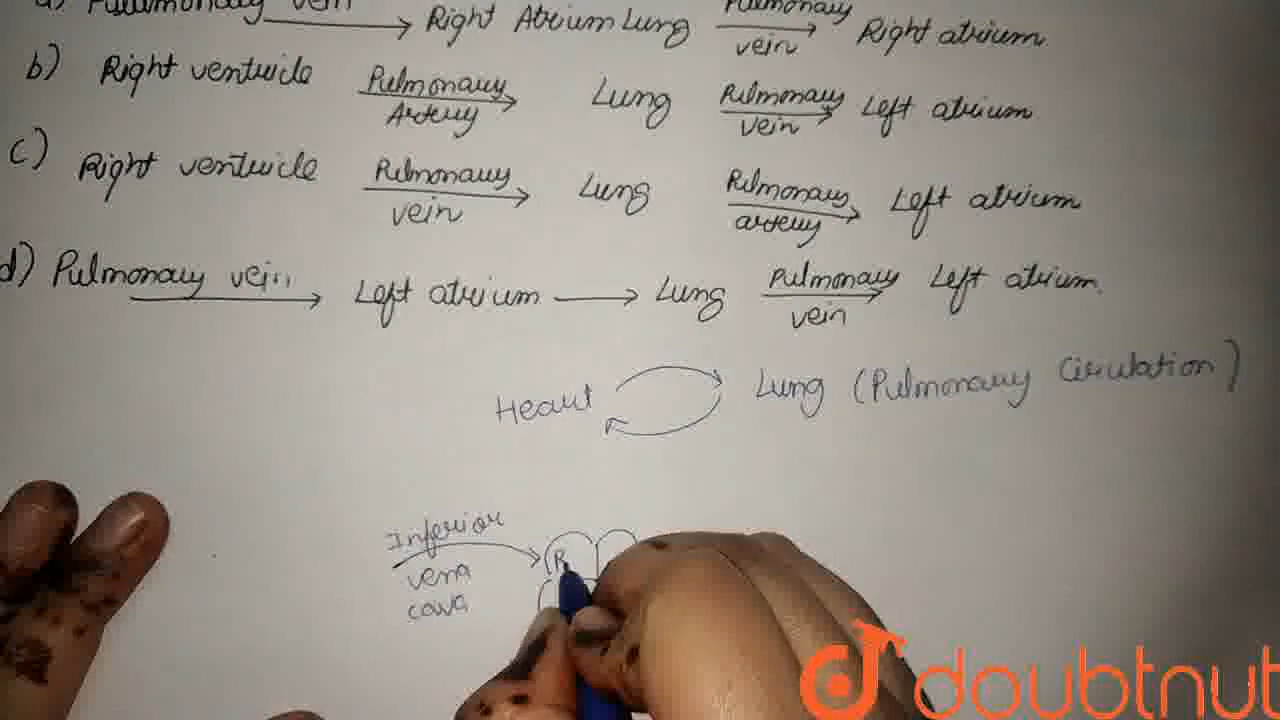 a) Pulmonary vein → Right Atrium Lung Pulmonary vein → Right atrium
b) Right ventricle Pulmonary Artery → Lung Pulmonary vein → Left atrium
c) Right ventricle Pulmonary vein → Lung Pulmonary artery → Left atrium
d) Pulmonary vein → Left atrium → Lung Pulmonary vein → Left atrium.
Heart Lung (Pulmonary Circulation)
Inferior
vena
cava
R
doubtnut